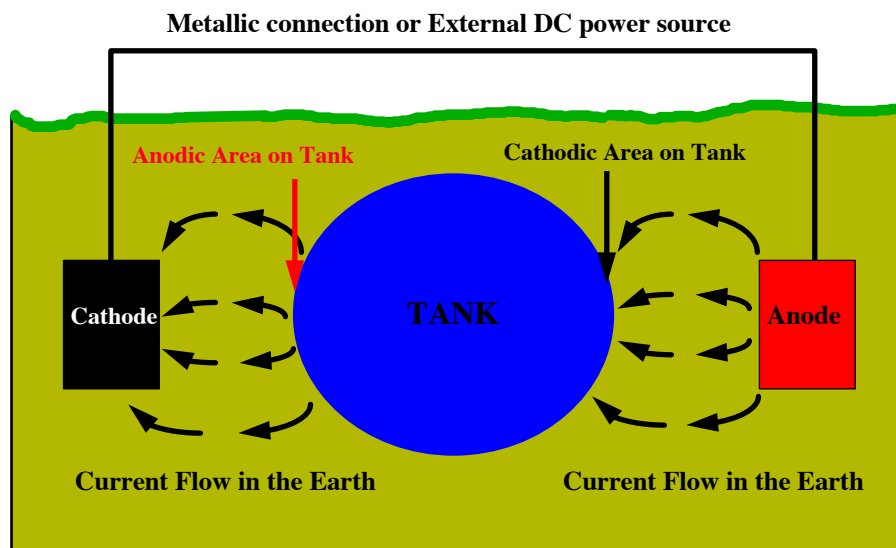 Metallic connection or External DC power source
Anodic Area on Tank
Cathodic Area on Tank
Cathode
TANK
Anode
Current Flow in the Earth
Current Flow in the Earth